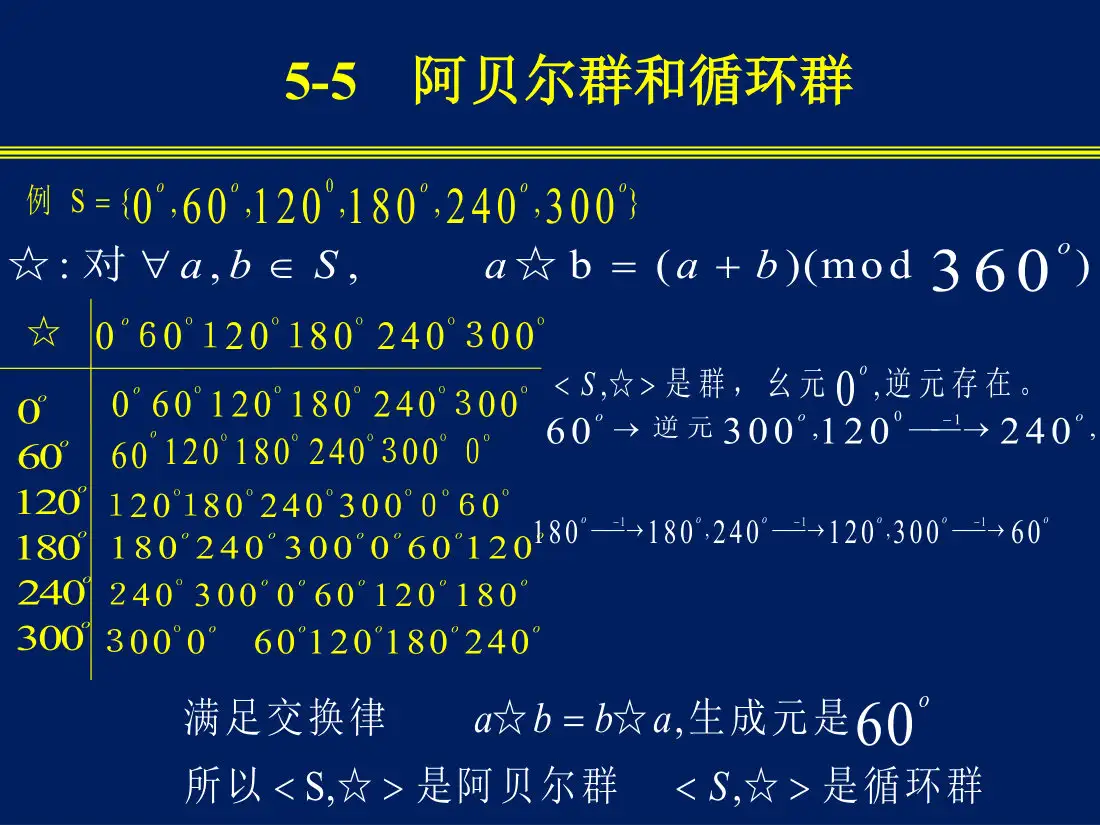 5-5 阿贝尔群和循环群
例 S={0°,60°,120⁰,180°,240°,300°}
☆:对∀a,b∈S, a☆b=(a+b)(mod 360°)
☆ 0° 60° 120° 180° 240° 300°
0° 0° 60° 120° 180° 240° 300°
60° 60° 120° 180° 240° 300° 0°
120° 120° 180° 240° 300° 0° 60°
180° 180° 240° 300° 0° 60° 120°
240° 240° 300° 0° 60° 120° 180°
300° 300° 0° 60° 120° 180° 240°
<S,☆>是群，幺元0°,逆元存在。
60°→逆元300°,120⁰ —⁻¹→ 240°,
180° —⁻¹→ 180°,240° —⁻¹→ 120°,300° —⁻¹→ 60°
满足交换律 a☆b=b☆a,生成元是60°
所以<S,☆>是阿贝尔群 <S,☆>是循环群